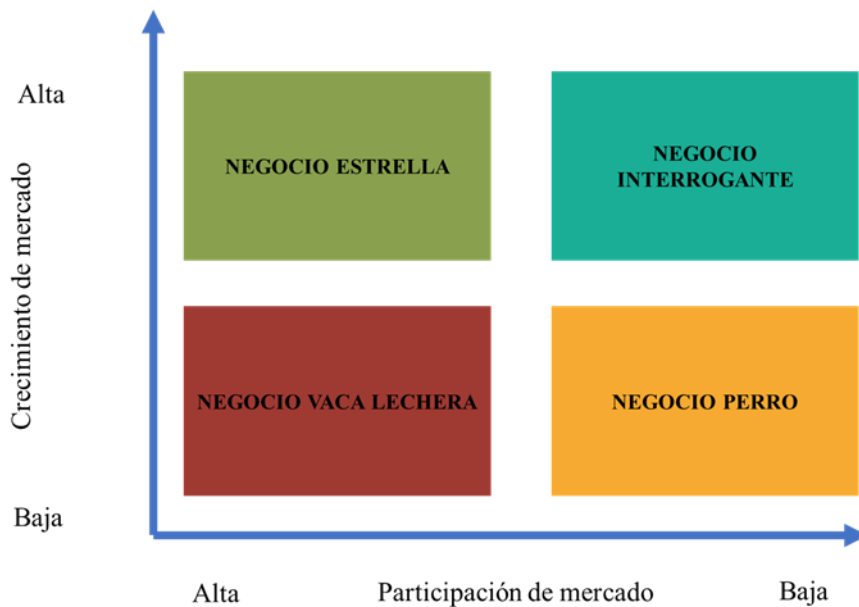 Alta
NEGOCIO ESTRELLA
NEGOCIO
INTERROGANTE
Crecimiento de mercado
NEGOCIO VACA LECHERA
NEGOCIO PERRO
Baja
Alta
Participación de mercado
Baja